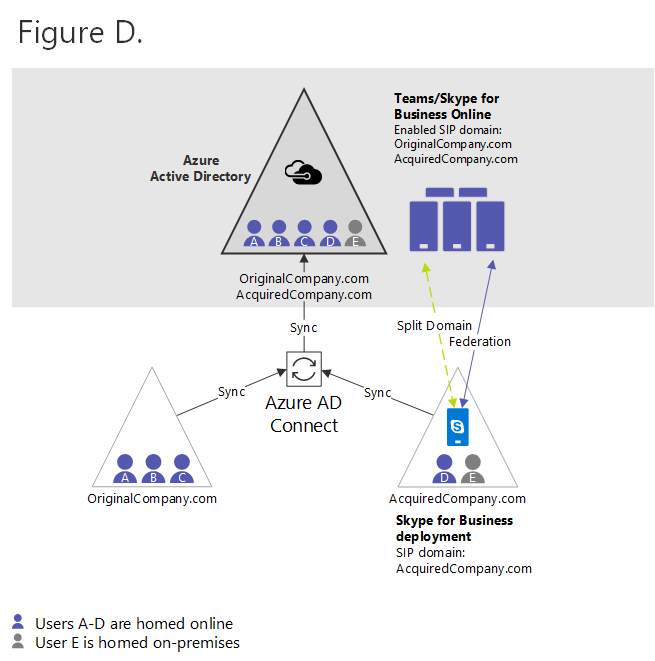 Figure D.
Teams/Skype for
Business Online
Enabled SIP domain:
OriginalCompany.com
AcquiredCompany.com
Azure
Active Directory
A B C D E
OriginalCompany.com
AcquiredCompany.com
Sync
Split Domain
Federation
Sync
Sync
Azure AD
Connect
A B C
D E
OriginalCompany.com
AcquiredCompany.com
Skype for Business
deployment
SIP domain:
AcquiredCompany.com
Users A-D are homed online
User E is homed on-premises